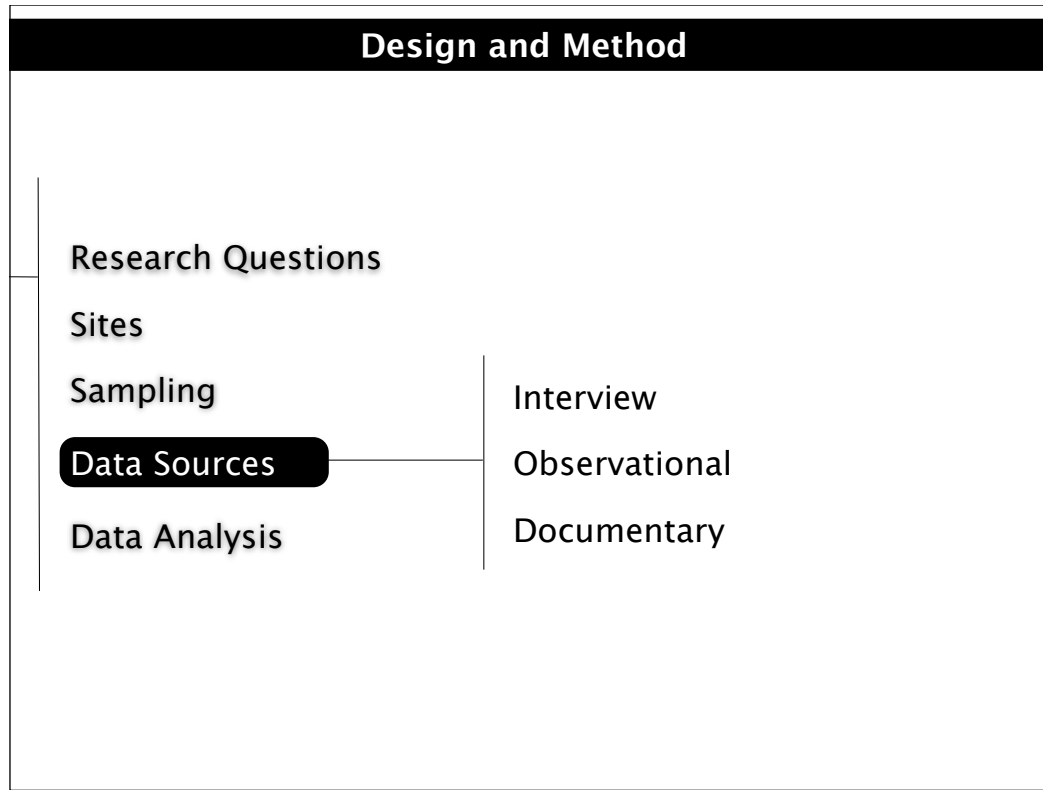 Design and Method
Research Questions
Sites
Sampling
Data Sources
Data Analysis
Interview
Observational
Documentary